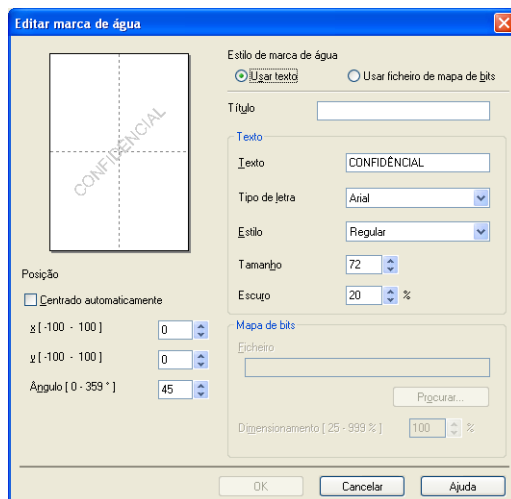 Editar marca de água
CONFIDÊNCIAL
Posição
Centrado automaticamente
x [ -100 - 100 ] 0
y [ -100 - 100 ] 0
Ângulo [ 0 - 359 ° ] 45
Estilo de marca de água
Usar texto Usar ficheiro de mapa de bits
Título
Texto
Texto CONFIDÊNCIAL
Tipo de letra Arial
Estilo Regular
Tamanho 72
Escuro 20 %
Mapa de bits
Ficheiro
Procurar...
Dimensionamento [ 25 - 999 % ] 100 %
OK Cancelar Ajuda